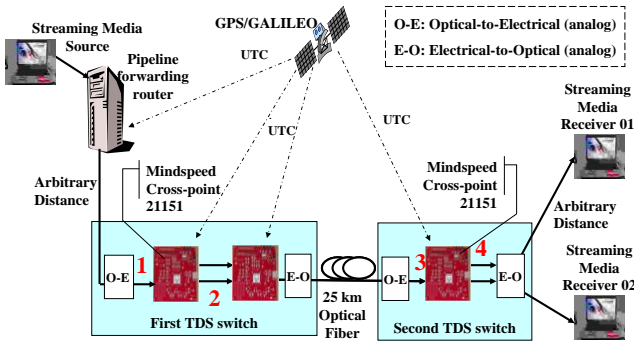 Streaming Media
Source
GPS/GALILEO
O-E: Optical-to-Electrical (analog)
E-O: Electrical-to-Optical (analog)
Pipeline
forwarding
router
UTC
UTC
UTC
Streaming
Media
Receiver 01
Arbitrary
Distance
Mindspeed
Cross-point
21151
Mindspeed
Cross-point
21151
Arbitrary
Distance
O-E
1
2
E-O
25 km
Optical
Fiber
O-E
3
4
E-O
First TDS switch
Second TDS switch
Streaming
Media
Receiver 02